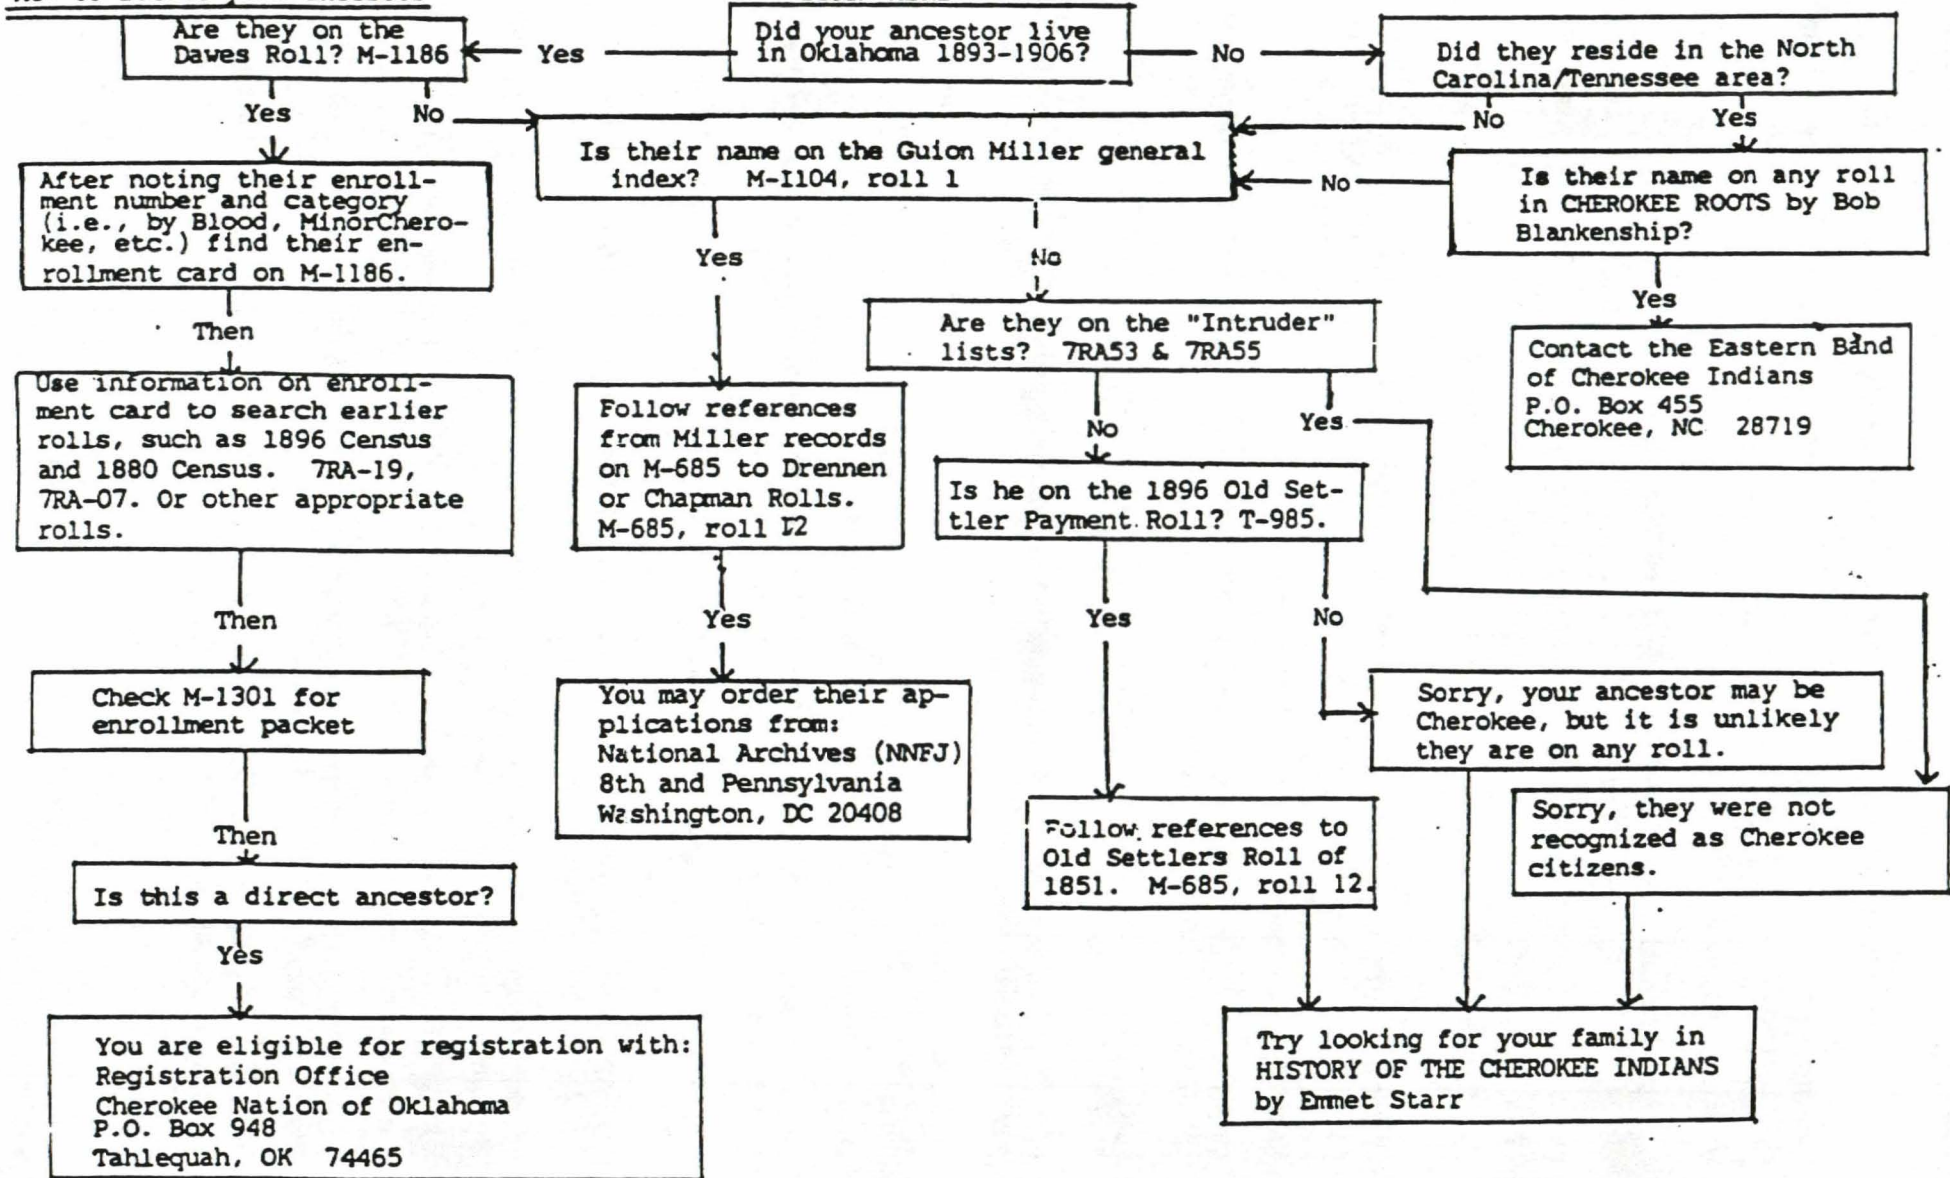 Did your ancestor live
in Oklahoma 1893-1906?
Yes
No
Are they on the
Dawes Roll? M-1186
Yes
No
Did they reside in the North
Carolina/Tennessee area?
No
Yes
Is their name on the Guion Miller general
index? M-1104, roll 1
Yes
No
No
Is their name on any roll
in CHEROKEE ROOTS by Bob
Blankenship?
Yes
Contact the Eastern Band
of Cherokee Indians
P.O. Box 455
Cherokee, NC 28719
After noting their enroll-
ment number and category
(i.e., by Blood, MinorChero-
kee, etc.) find their en-
rollment card on M-1186.
Then
Use information on enroll-
ment card to search earlier
rolls, such as 1896 Census
and 1880 Census. 7RA-19,
7RA-07. Or other appropriate
rolls.
Then
Check M-1301 for
enrollment packet
Then
Is this a direct ancestor?
Yes
You are eligible for registration with:
Registration Office
Cherokee Nation of Oklahoma
P.O. Box 948
Tahlequah, OK 74465
Follow references
from Miller records
on M-685 to Drennen
or Chapman Rolls.
M-685, roll 12
Yes
You may order their ap-
plications from:
National Archives (NNFJ)
8th and Pennsylvania
Washington, DC 20408
Are they on the "Intruder"
lists? 7RA53 & 7RA55
No
Yes
Is he on the 1896 Old Set-
tler Payment Roll? T-985.
Yes
No
Follow references to
Old Settlers Roll of
1851. M-685, roll 12.
Sorry, your ancestor may be
Cherokee, but it is unlikely
they are on any roll.
Sorry, they were not
recognized as Cherokee
citizens.
Try looking for your family in
HISTORY OF THE CHEROKEE INDIANS
by Emmet Starr